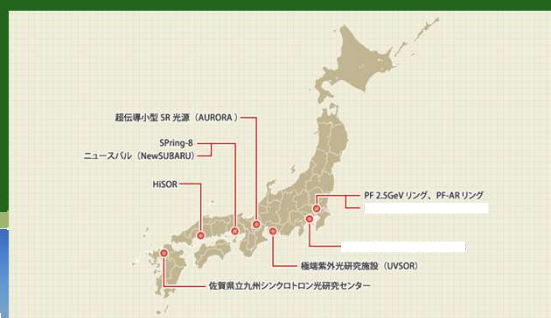 超伝導小型 SR 光源（AURORA ）
SPring-8
ニュースバル（NewSUBARU）
HiSOR
PF 2.5GeV リング、PF-AR リング
極端紫外光研究施設（UVSOR）
佐賀県立九州シンクロトロン光研究センター